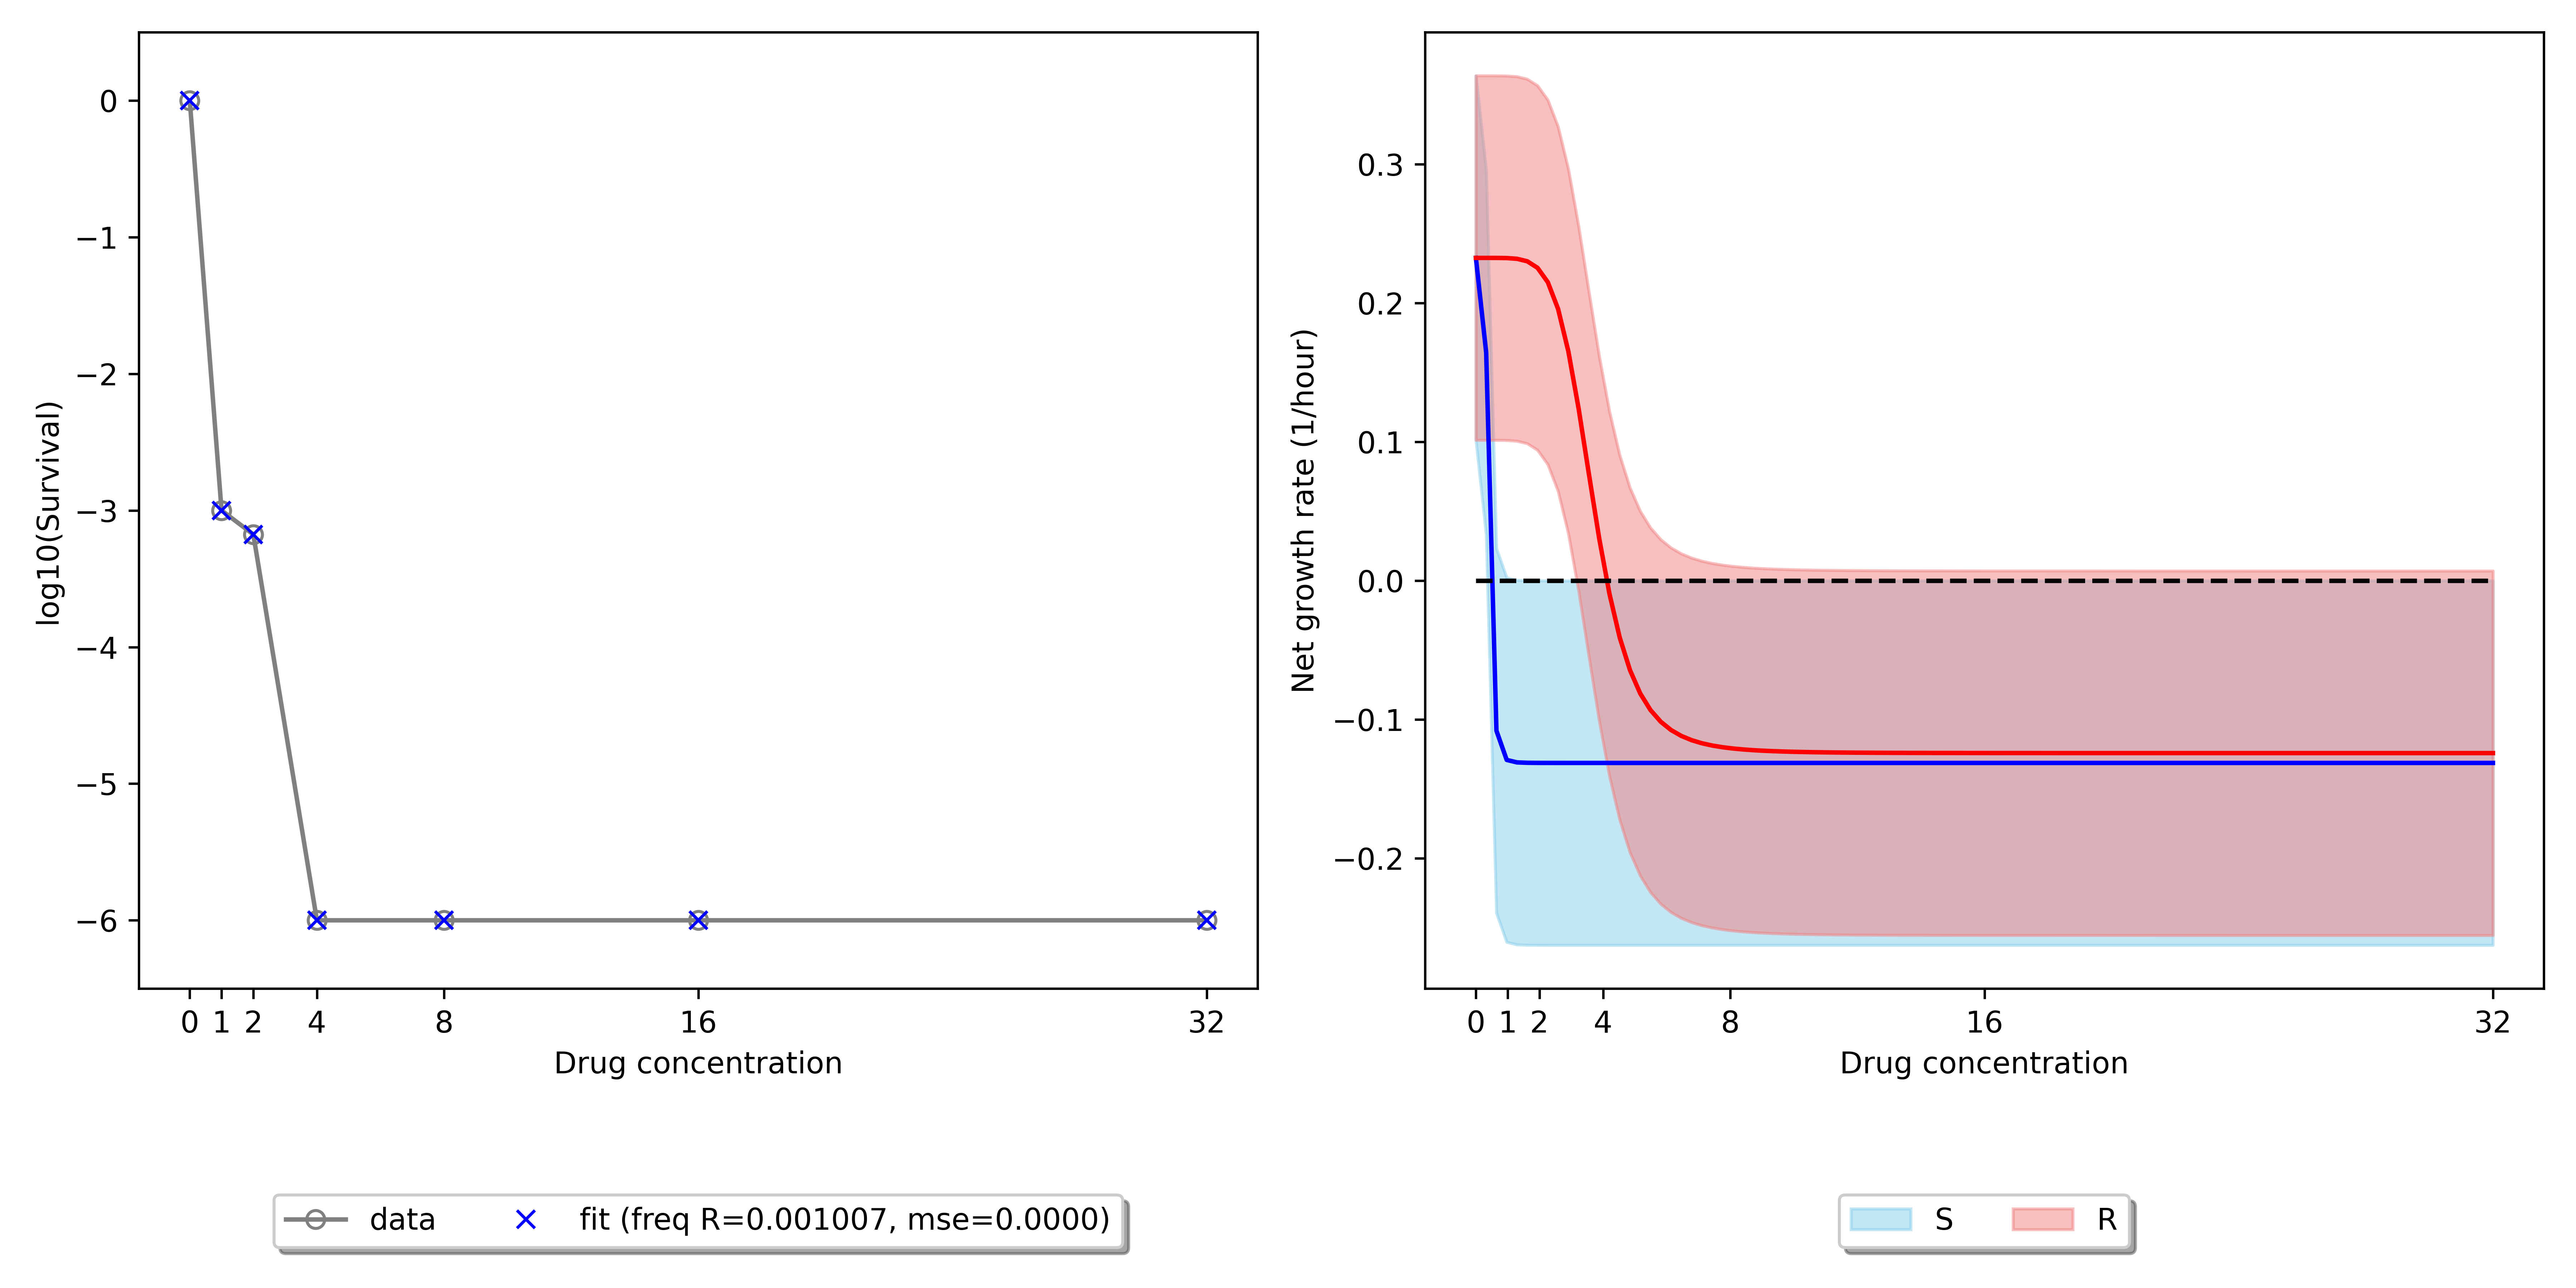 0
−1
−2
−3
−4
−5
−6
log10(Survival)
0 1 2 4 8 16 32
Drug concentration
data fit (freq R=0.001007, mse=0.0000)
0.3
0.2
0.1
0.0
−0.1
−0.2
Net growth rate (1/hour)
0 1 2 4 8 16 32
Drug concentration
S R